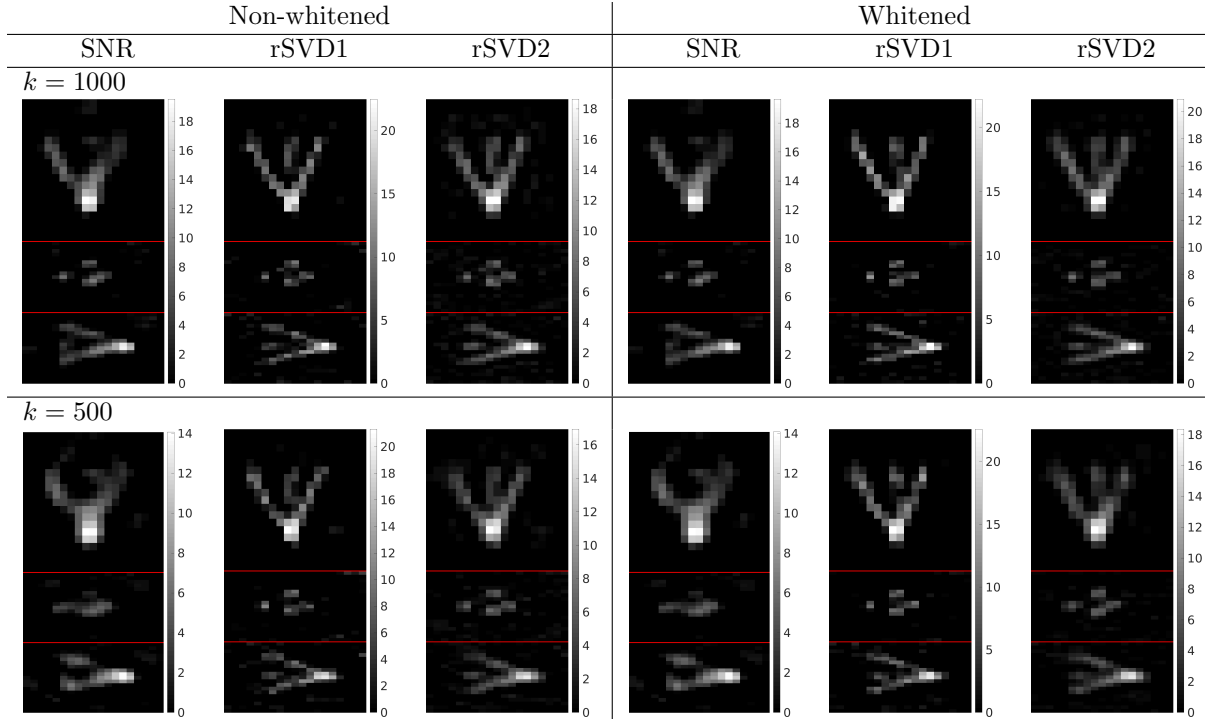 Non-whitened Whitened
SNR rSVD1 rSVD2 SNR rSVD1 rSVD2
k = 1000
18 16 14 12 10 8 6 4 2 0
20 15 10 5 0
18 16 14 12 10 8 6 4 2 0
18 16 14 12 10 8 6 4 2 0
20 15 10 5 0
20 18 16 14 12 10 8 6 4 2 0
k = 500
14 12 10 8 6 4 2 0
20 18 16 14 12 10 8 6 4 2 0
16 14 12 10 8 6 4 2 0
14 12 10 8 6 4 2 0
20 15 10 5 0
18 16 14 12 10 8 6 4 2 0